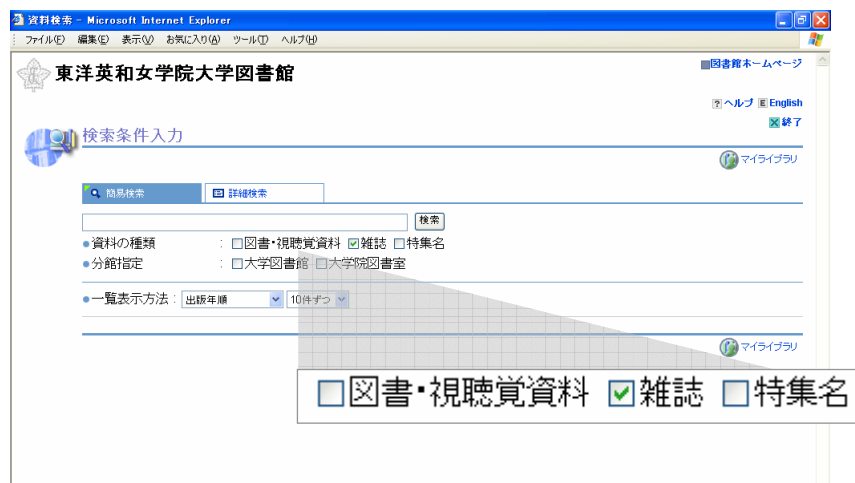 資料検索 - Microsoft Internet Explorer
ファイル(F) 編集(E) 表示(V) お気に入り(A) ツール(T) ヘルプ(H)
東洋英和女学院大学図書館
図書館ホームページ
? ヘルプ E English
終了
検索条件入力
マイライブラリ
簡易検索 詳細検索
検索
●資料の種類 : 図書・視聴覚資料 雑誌 特集名
●分館指定 : 大学図書館 大学院図書室
●一覧表示方法 : 出版年順 10件ずつ
マイライブラリ
図書・視聴覚資料 雑誌 特集名